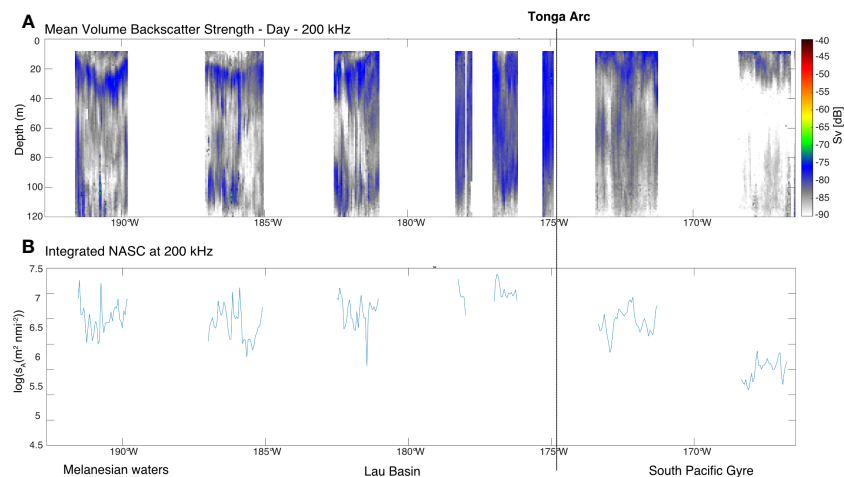 Tonga Arc
A
Mean Volume Backscatter Strength - Day - 200 kHz
0
20
40
60
80
100
120
Depth (m)
190°W
185°W
180°W
175°W
170°W
-40
-45
-50
-55
-60
-65
-70
-75
-80
-85
-90
Sv [dB]
B
Integrated NASC at 200 kHz
7.5
7
6.5
6
5.5
5
4.5
log(sA(m² nmi⁻²))
190°W
185°W
180°W
175°W
170°W
Melanesian waters
Lau Basin
South Pacific Gyre